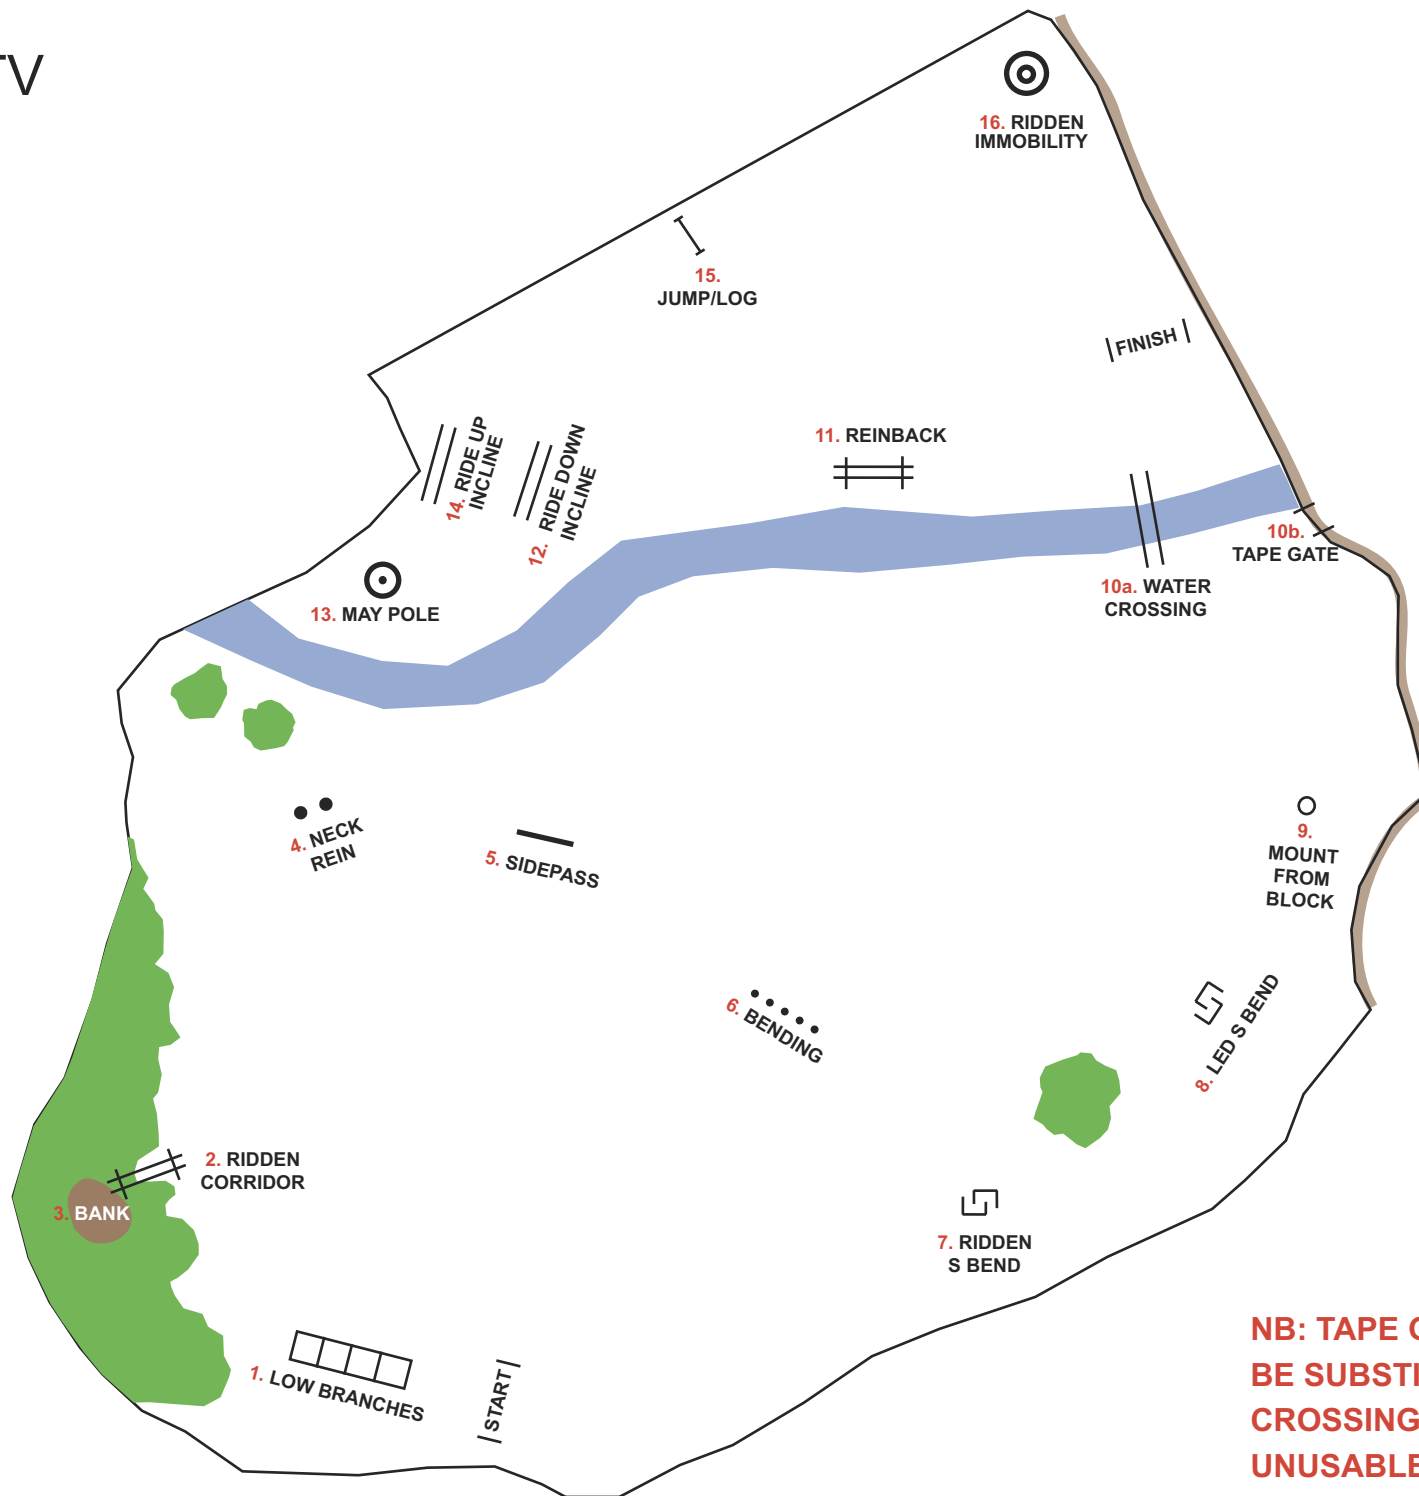 TV
16. RIDDEN
IMMOBILITY
15.
JUMP/LOG
FINISH
11. REINBACK
14. RIDE UP
INCLINE
12. RIDE DOWN
INCLINE
10b.
TAPE GATE
10a. WATER
CROSSING
13. MAY POLE
4. NECK
REIN
5. SIDEPASS
9.
MOUNT
FROM
BLOCK
6. BENDING
8. LED S BEND
2. RIDDEN
CORRIDOR
3. BANK
7. RIDDEN
S BEND
1. LOW BRANCHES
START
NB: TAPE
BE
CROSSING
UNUSABLE